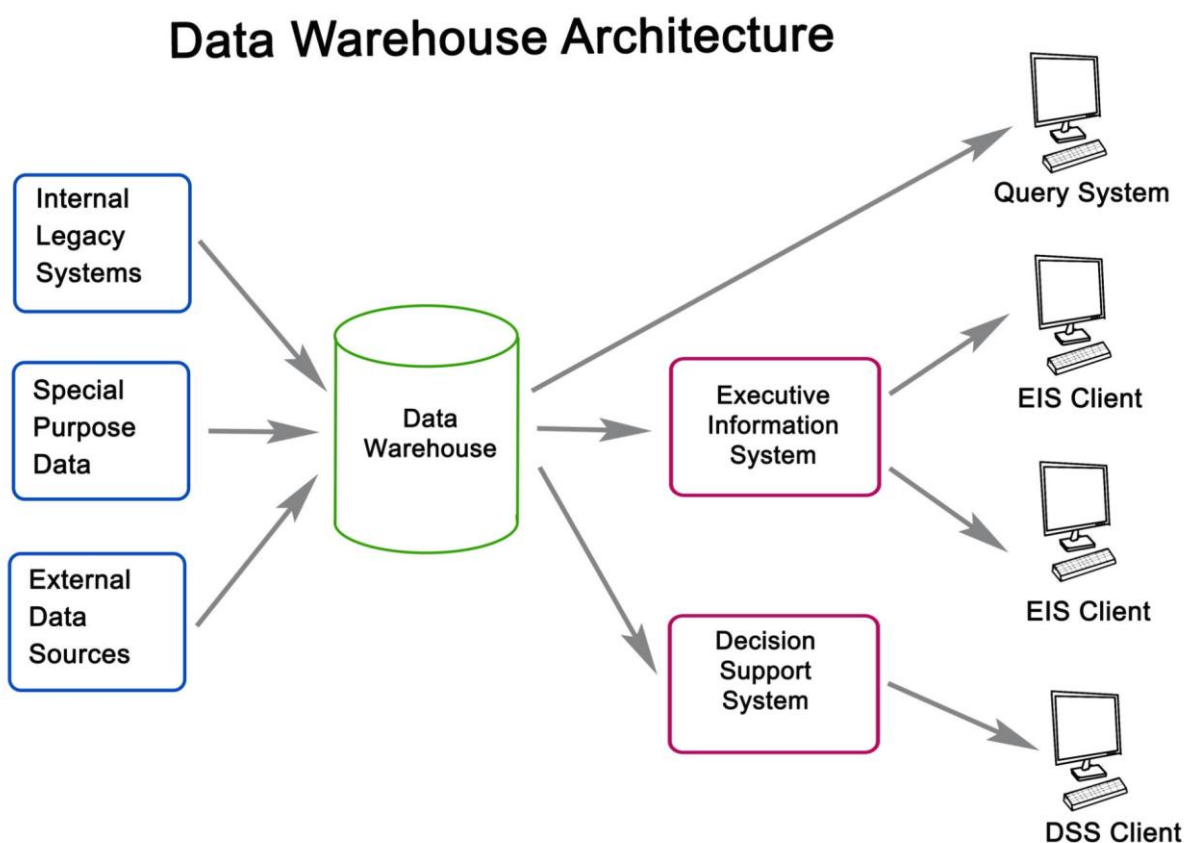 Data Warehouse Architecture
Internal
Legacy
Systems
Special
Purpose
Data
External
Data
Sources
Data
Warehouse
Executive
Information
System
Decision
Support
System
Query System
EIS Client
EIS Client
DSS Client